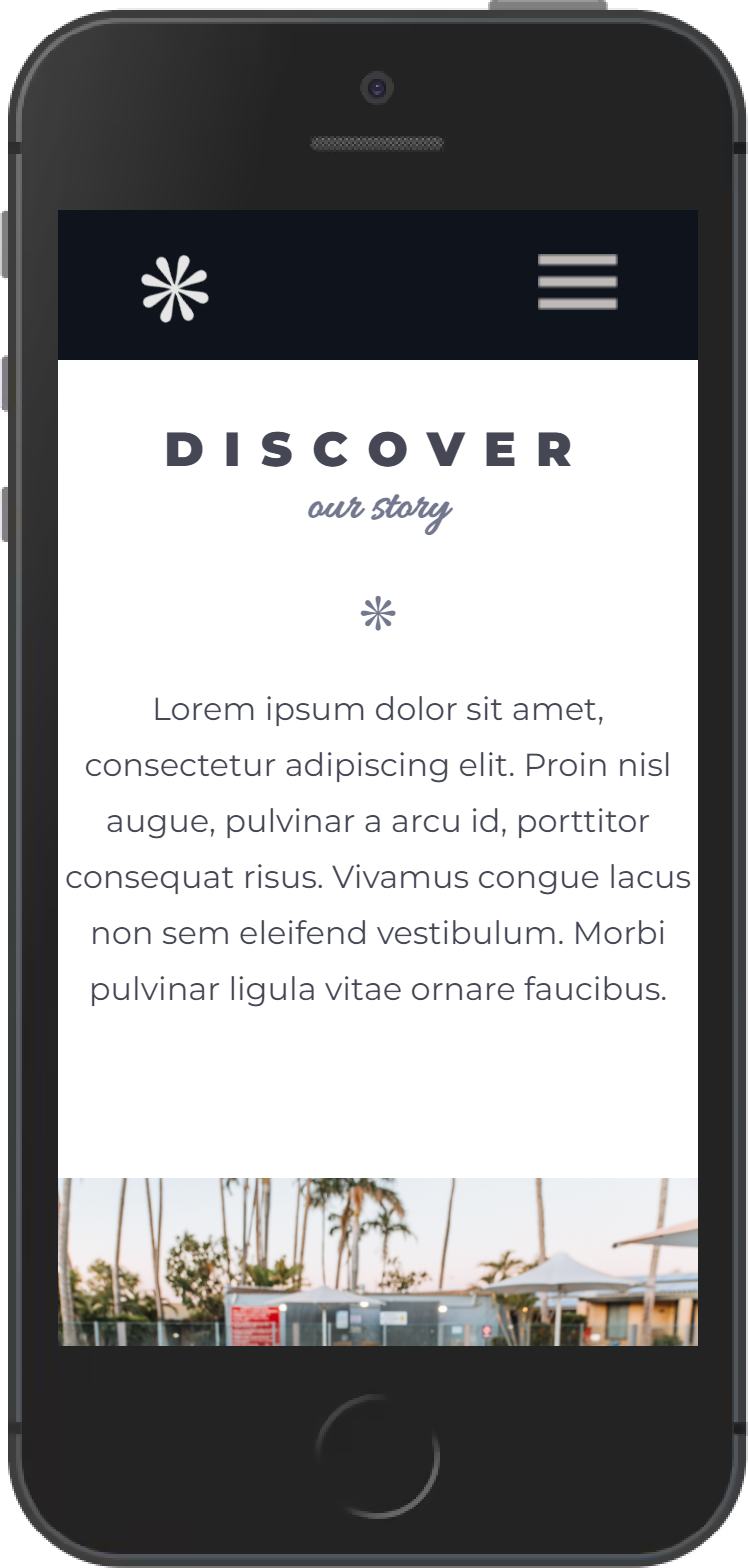 DISCOVER
our story
Lorem ipsum dolor sit amet,
consectetur adipiscing elit. Proin nisl
augue, pulvinar a arcu id, porttitor
consequat risus. Vivamus congue lacus
non sem eleifend vestibulum. Morbi
pulvinar ligula vitae ornare faucibus.